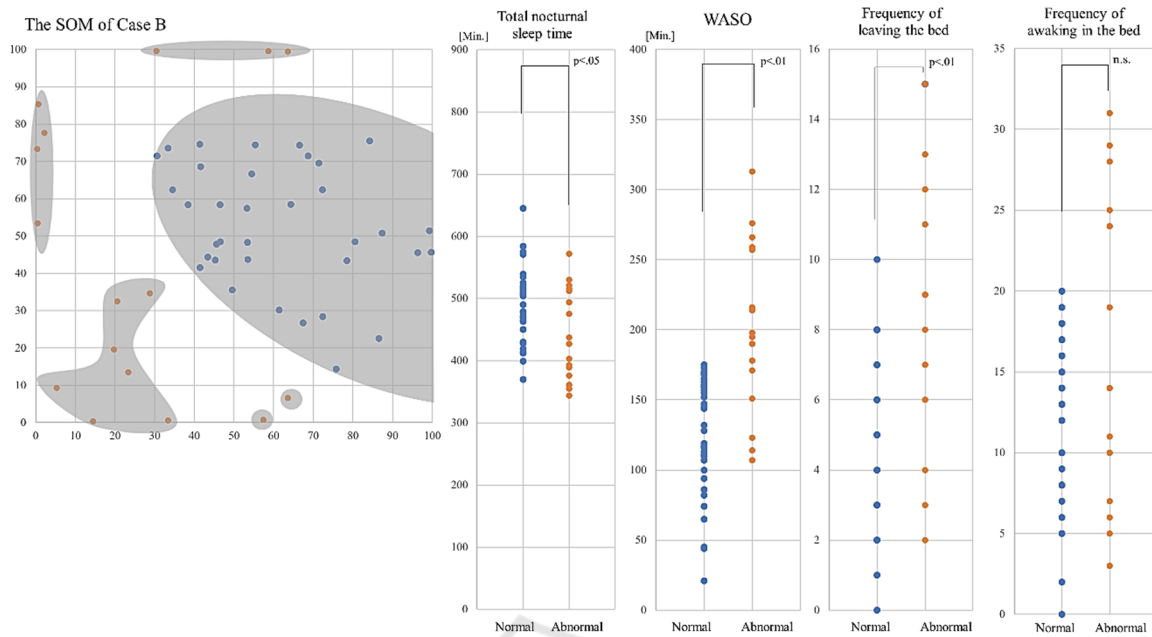 The SOM of Case B
100
90
80
70
60
50
40
30
20
10
0
0 10 20 30 40 50 60 70 80 90 100
Total nocturnal
sleep time
[Min.]
p<.05
900
800
700
600
500
400
300
200
100
0
Normal Abnormal
WASO
[Min.]
p<.01
400
350
300
250
200
150
100
50
0
Normal Abnormal
Frequency of
leaving the bed
p<.01
16
14
12
10
8
6
4
2
0
Normal Abnormal
Frequency of
awaking in the bed
n.s.
35
30
25
20
15
10
5
0
Normal Abnormal